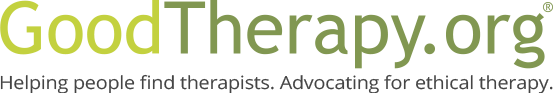 GoodTherapy.org®
Helping people find therapists. Advocating for ethical therapy.